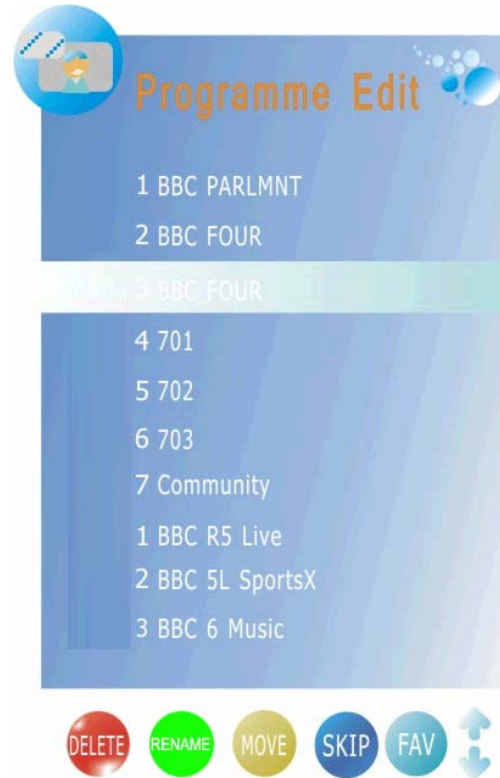 Programme Edit
1 BBC PARLMNT
2 BBC FOUR
3 BBC FOUR
4 701
5 702
6 703
7 Community
1 BBC R5 Live
2 BBC 5L SportsX
3 BBC 6 Music
DELETE RENAME MOVE SKIP FAV